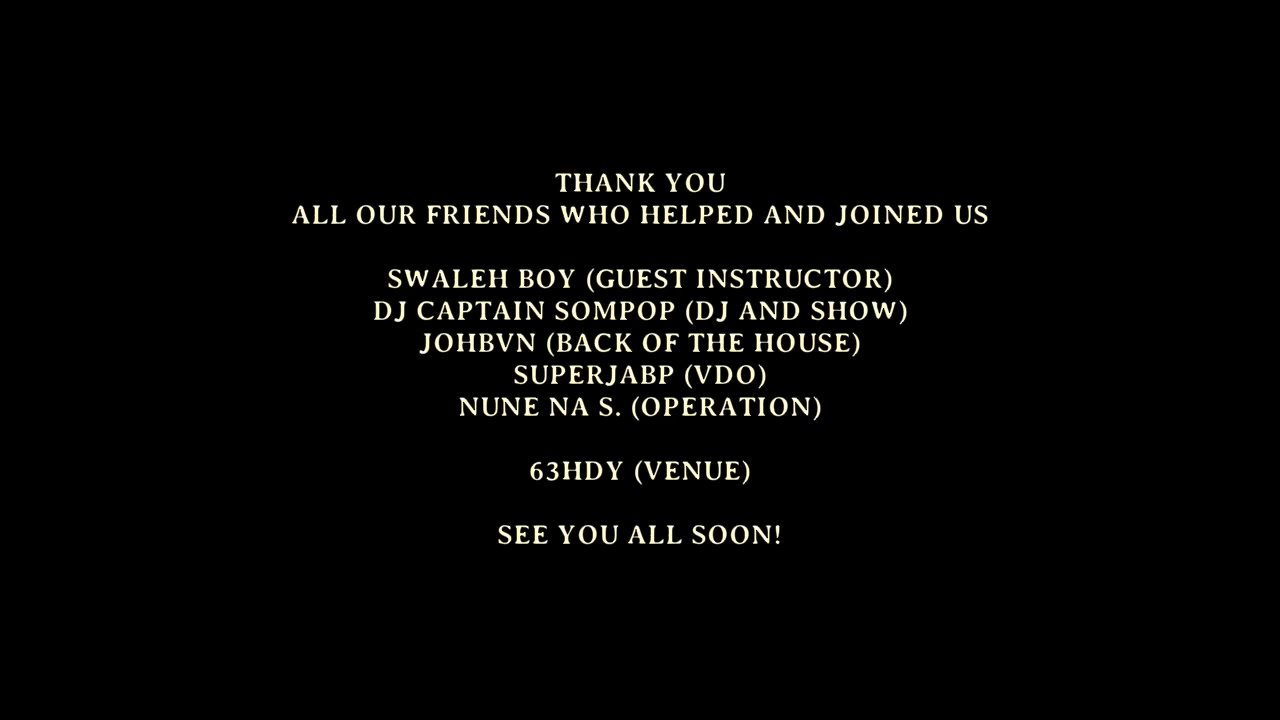 THANK YOU
ALL OUR FRIENDS WHO HELPED AND JOINED US
SWALEH BOY (GUEST INSTRUCTOR)
DJ CAPTAIN SOMPOP (DJ AND SHOW)
JOHBVN (BACK OF THE HOUSE)
SUPERJABP (VDO)
NUNE NA S. (OPERATION)
63HDY (VENUE)
SEE YOU ALL SOON!